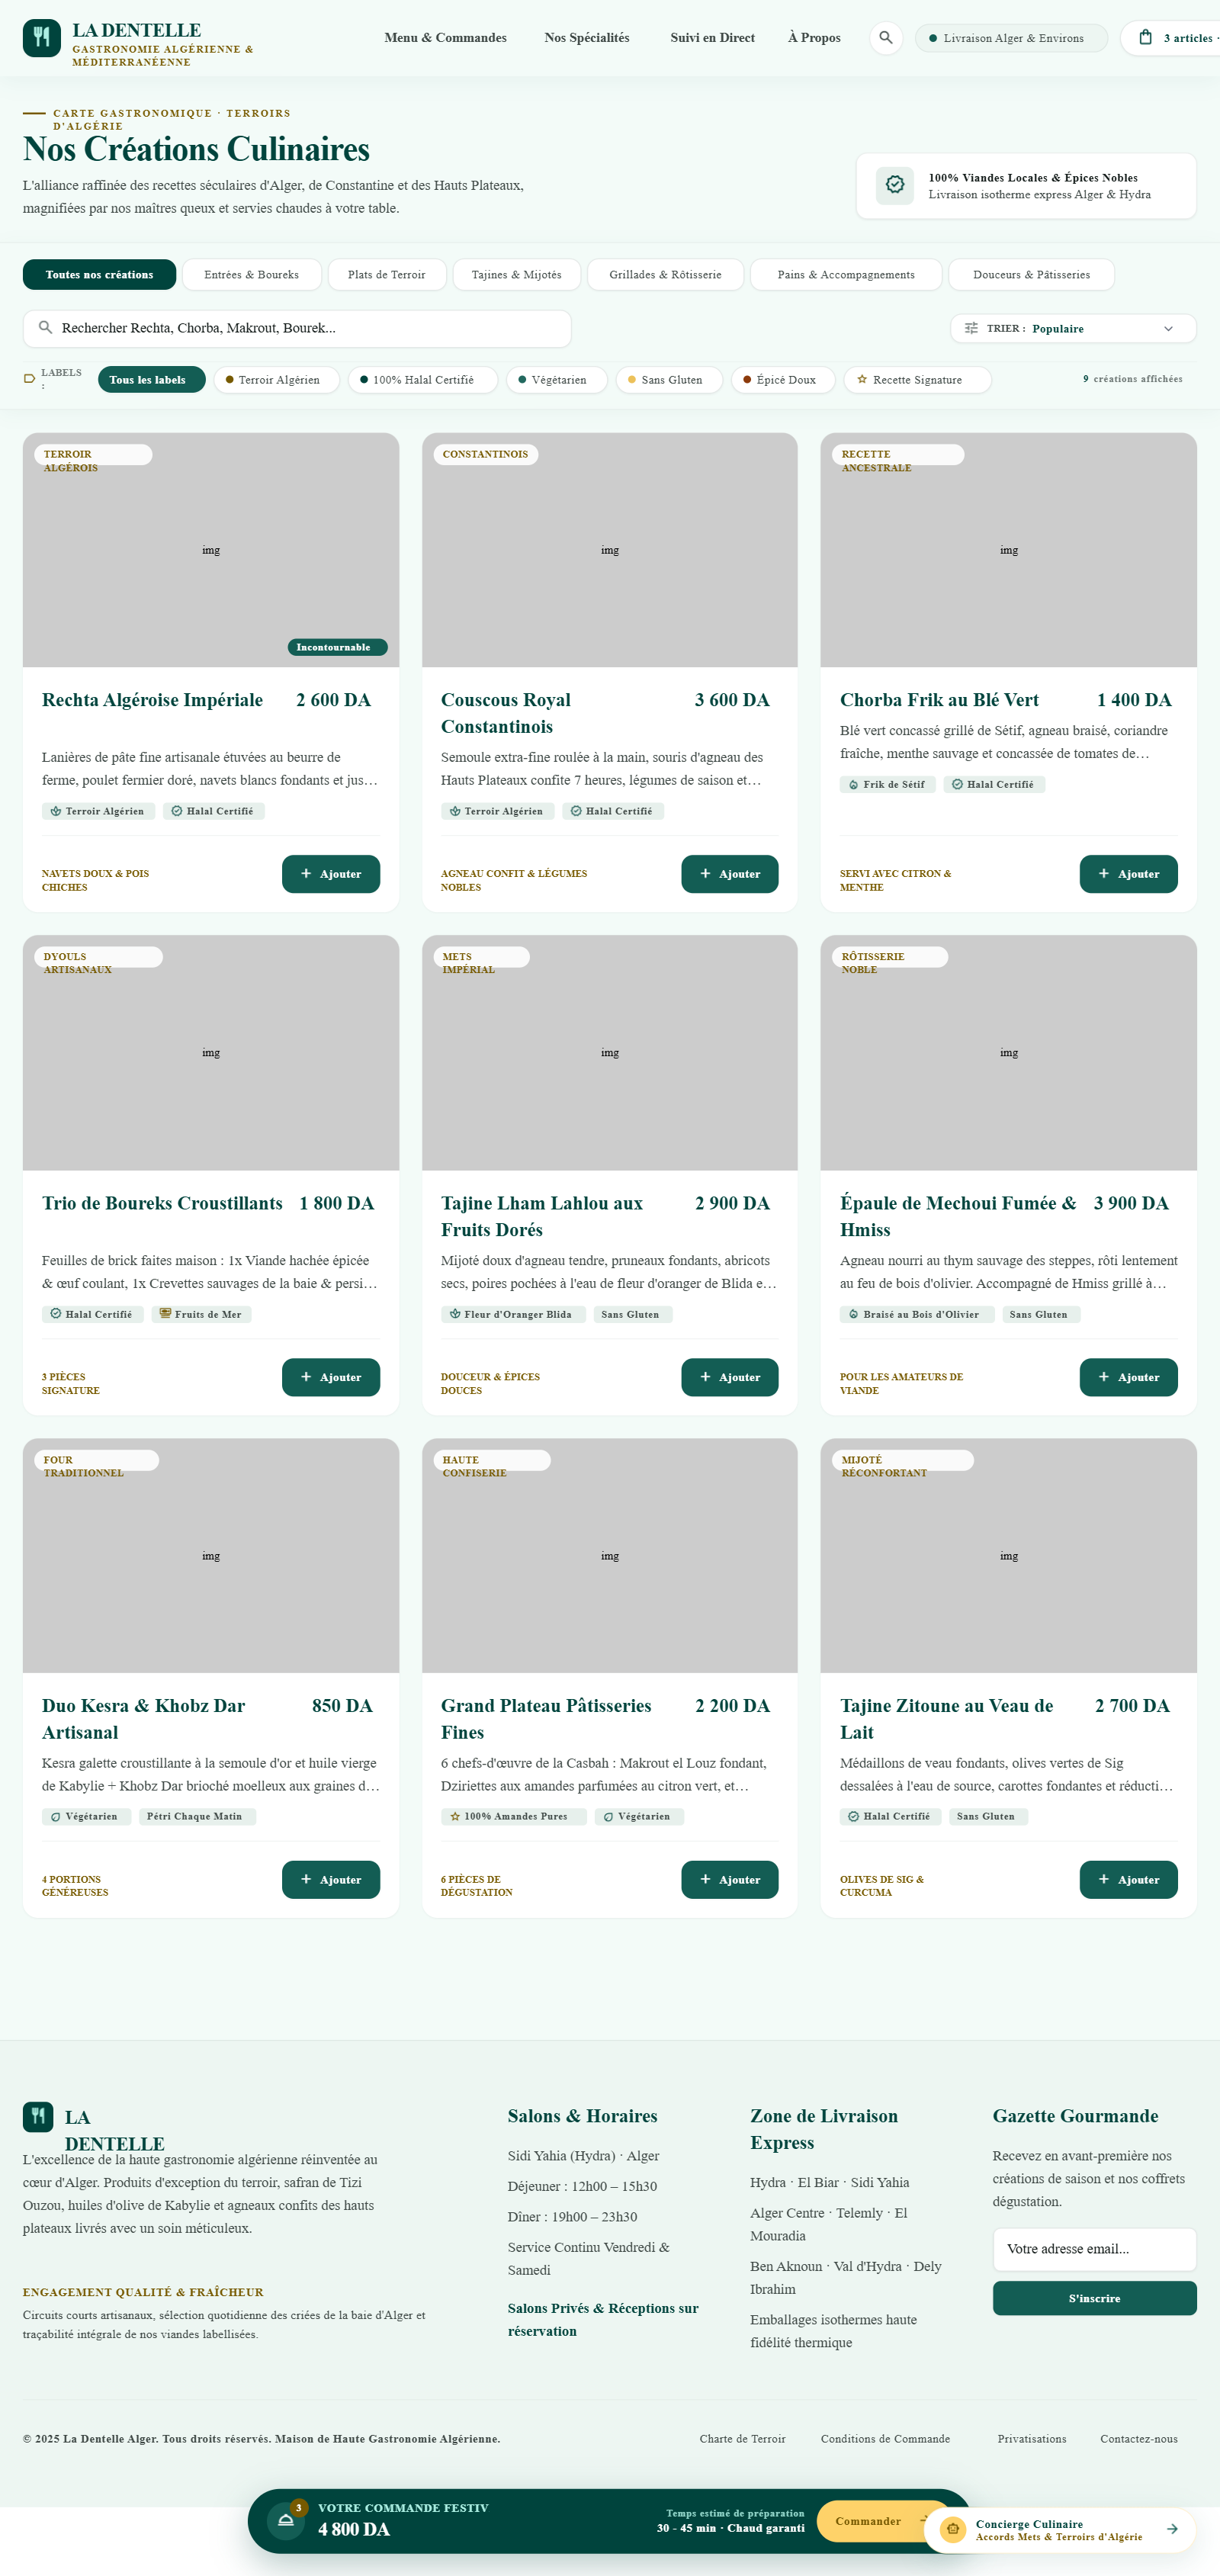 LA DENTELLE
GASTRONOMIE ALGÉRIENNE &
MÉDITERRANÉENNE
Menu & Commandes
Nos Spécialités
Suivi en Direct
À Propos
Livraison Alger & Environs
3 articles ·
CARTE GASTRONOMIQUE · TERROIRS
D'ALGÉRIE
Nos Créations Culinaires
L'alliance raffinée des recettes séculaires d'Alger, de Constantine et des Hauts Plateaux,
magnifiées par nos maîtres queux et servies chaudes à votre table.
100% Viandes Locales & Épices Nobles
Livraison isotherme express Alger & Hydra
Toutes nos créations
Entrées & Boureks
Plats de Terroir
Tajines & Mijotés
Grillades & Rôtisserie
Pains & Accompagnements
Douceurs & Pâtisseries
Rechercher Rechta, Chorba, Makrout, Bourek...
TRIER : Populaire
LABELS
:
Tous les labels
Terroir Algérien
100% Halal Certifié
Végétarien
Sans Gluten
Épicé Doux
Recette Signature
9 créations affichées
TERROIR
ALGÉROIS
img
Incontournable
Rechta Algéroise Impériale
2 600 DA
Lanières de pâte fine artisanale étuvées au beurre de
ferme, poulet fermier doré, navets blancs fondants et jus…
Terroir Algérien
Halal Certifié
NAVETS DOUX & POIS
CHICHES
Ajouter
CONSTANTINOIS
img
Couscous Royal
Constantinois
3 600 DA
Semoule extra-fine roulée à la main, souris d'agneau des
Hauts Plateaux confite 7 heures, légumes de saison et…
Terroir Algérien
Halal Certifié
AGNEAU CONFIT & LÉGUMES
NOBLES
Ajouter
RECETTE
ANCESTRALE
img
Chorba Frik au Blé Vert
1 400 DA
Blé vert concassé grillé de Sétif, agneau braisé, coriandre
fraîche, menthe sauvage et concassée de tomates de…
Frik de Sétif
Halal Certifié
SERVI AVEC CITRON &
MENTHE
Ajouter
DYOULS
ARTISANAUX
img
Trio de Boureks Croustillants
1 800 DA
Feuilles de brick faites maison : 1x Viande hachée épicée
& œuf coulant, 1x Crevettes sauvages de la baie & persi…
Halal Certifié
Fruits de Mer
3 PIÈCES
SIGNATURE
Ajouter
METS
IMPÉRIAL
img
Tajine Lham Lahlou aux
Fruits Dorés
2 900 DA
Mijoté doux d'agneau tendre, pruneaux fondants, abricots
secs, poires pochées à l'eau de fleur d'oranger de Blida e…
Fleur d'Oranger Blida
Sans Gluten
DOUCEUR & ÉPICES
DOUCES
Ajouter
RÔTISSERIE
NOBLE
img
Épaule de Mechoui Fumée &
Hmiss
3 900 DA
Agneau nourri au thym sauvage des steppes, rôti lentement
au feu de bois d'olivier. Accompagné de Hmiss grillé à…
Braisé au Bois d'Olivier
Sans Gluten
POUR LES AMATEURS DE
VIANDE
Ajouter
FOUR
TRADITIONNEL
img
Duo Kesra & Khobz Dar
Artisanal
850 DA
Kesra galette croustillante à la semoule d'or et huile vierge
de Kabylie + Khobz Dar brioché moelleux aux graines d…
Végétarien
Pétri Chaque Matin
4 PORTIONS
GÉNÉREUSES
Ajouter
HAUTE
CONFISERIE
img
Grand Plateau Pâtisseries
Fines
2 200 DA
6 chefs-d'œuvre de la Casbah : Makrout el Louz fondant,
Dziriettes aux amandes parfumées au citron vert, et…
100% Amandes Pures
Végétarien
6 PIÈCES DE
DÉGUSTATION
Ajouter
MIJOTÉ
RÉCONFORTANT
img
Tajine Zitoune au Veau de
Lait
2 700 DA
Médaillons de veau fondants, olives vertes de Sig
dessalées à l'eau de source, carottes fondantes et réducti…
Halal Certifié
Sans Gluten
OLIVES DE SIG &
CURCUMA
Ajouter
LA
DENTELLE
L'excellence de la haute gastronomie algérienne réinventée au
cœur d'Alger. Produits d'exception du terroir, safran de Tizi
Ouzou, huiles d'olive de Kabylie et agneaux confits des hauts
plateaux livrés avec un soin méticuleux.
ENGAGEMENT QUALITÉ & FRAÎCHEUR
Circuits courts artisanaux, sélection quotidienne des criées de la baie d'Alger et
traçabilité intégrale de nos viandes labellisées.
Salons & Horaires
Sidi Yahia (Hydra) · Alger
Déjeuner : 12h00 – 15h30
Dîner : 19h00 – 23h30
Service Continu Vendredi &
Samedi
Salons Privés & Réceptions sur
réservation
Zone de Livraison
Express
Hydra · El Biar · Sidi Yahia
Alger Centre · Telemly · El
Mouradia
Ben Aknoun · Val d'Hydra · Dely
Ibrahim
Emballages isothermes haute
fidélité thermique
Gazette Gourmande
Recevez en avant-première nos
créations de saison et nos coffrets
dégustation.
Votre adresse email...
S'inscrire
© 2025 La Dentelle Alger. Tous droits réservés. Maison de Haute Gastronomie Algérienne.
Charte de Terroir
Conditions de Commande
Privatisations
Contactez-nous
3
VOTRE COMMANDE FESTIV
4 800 DA
Temps estimé de préparation
30 - 45 min · Chaud garanti
Commander
Concierge Culinaire
Accords Mets & Terroirs d'Algérie